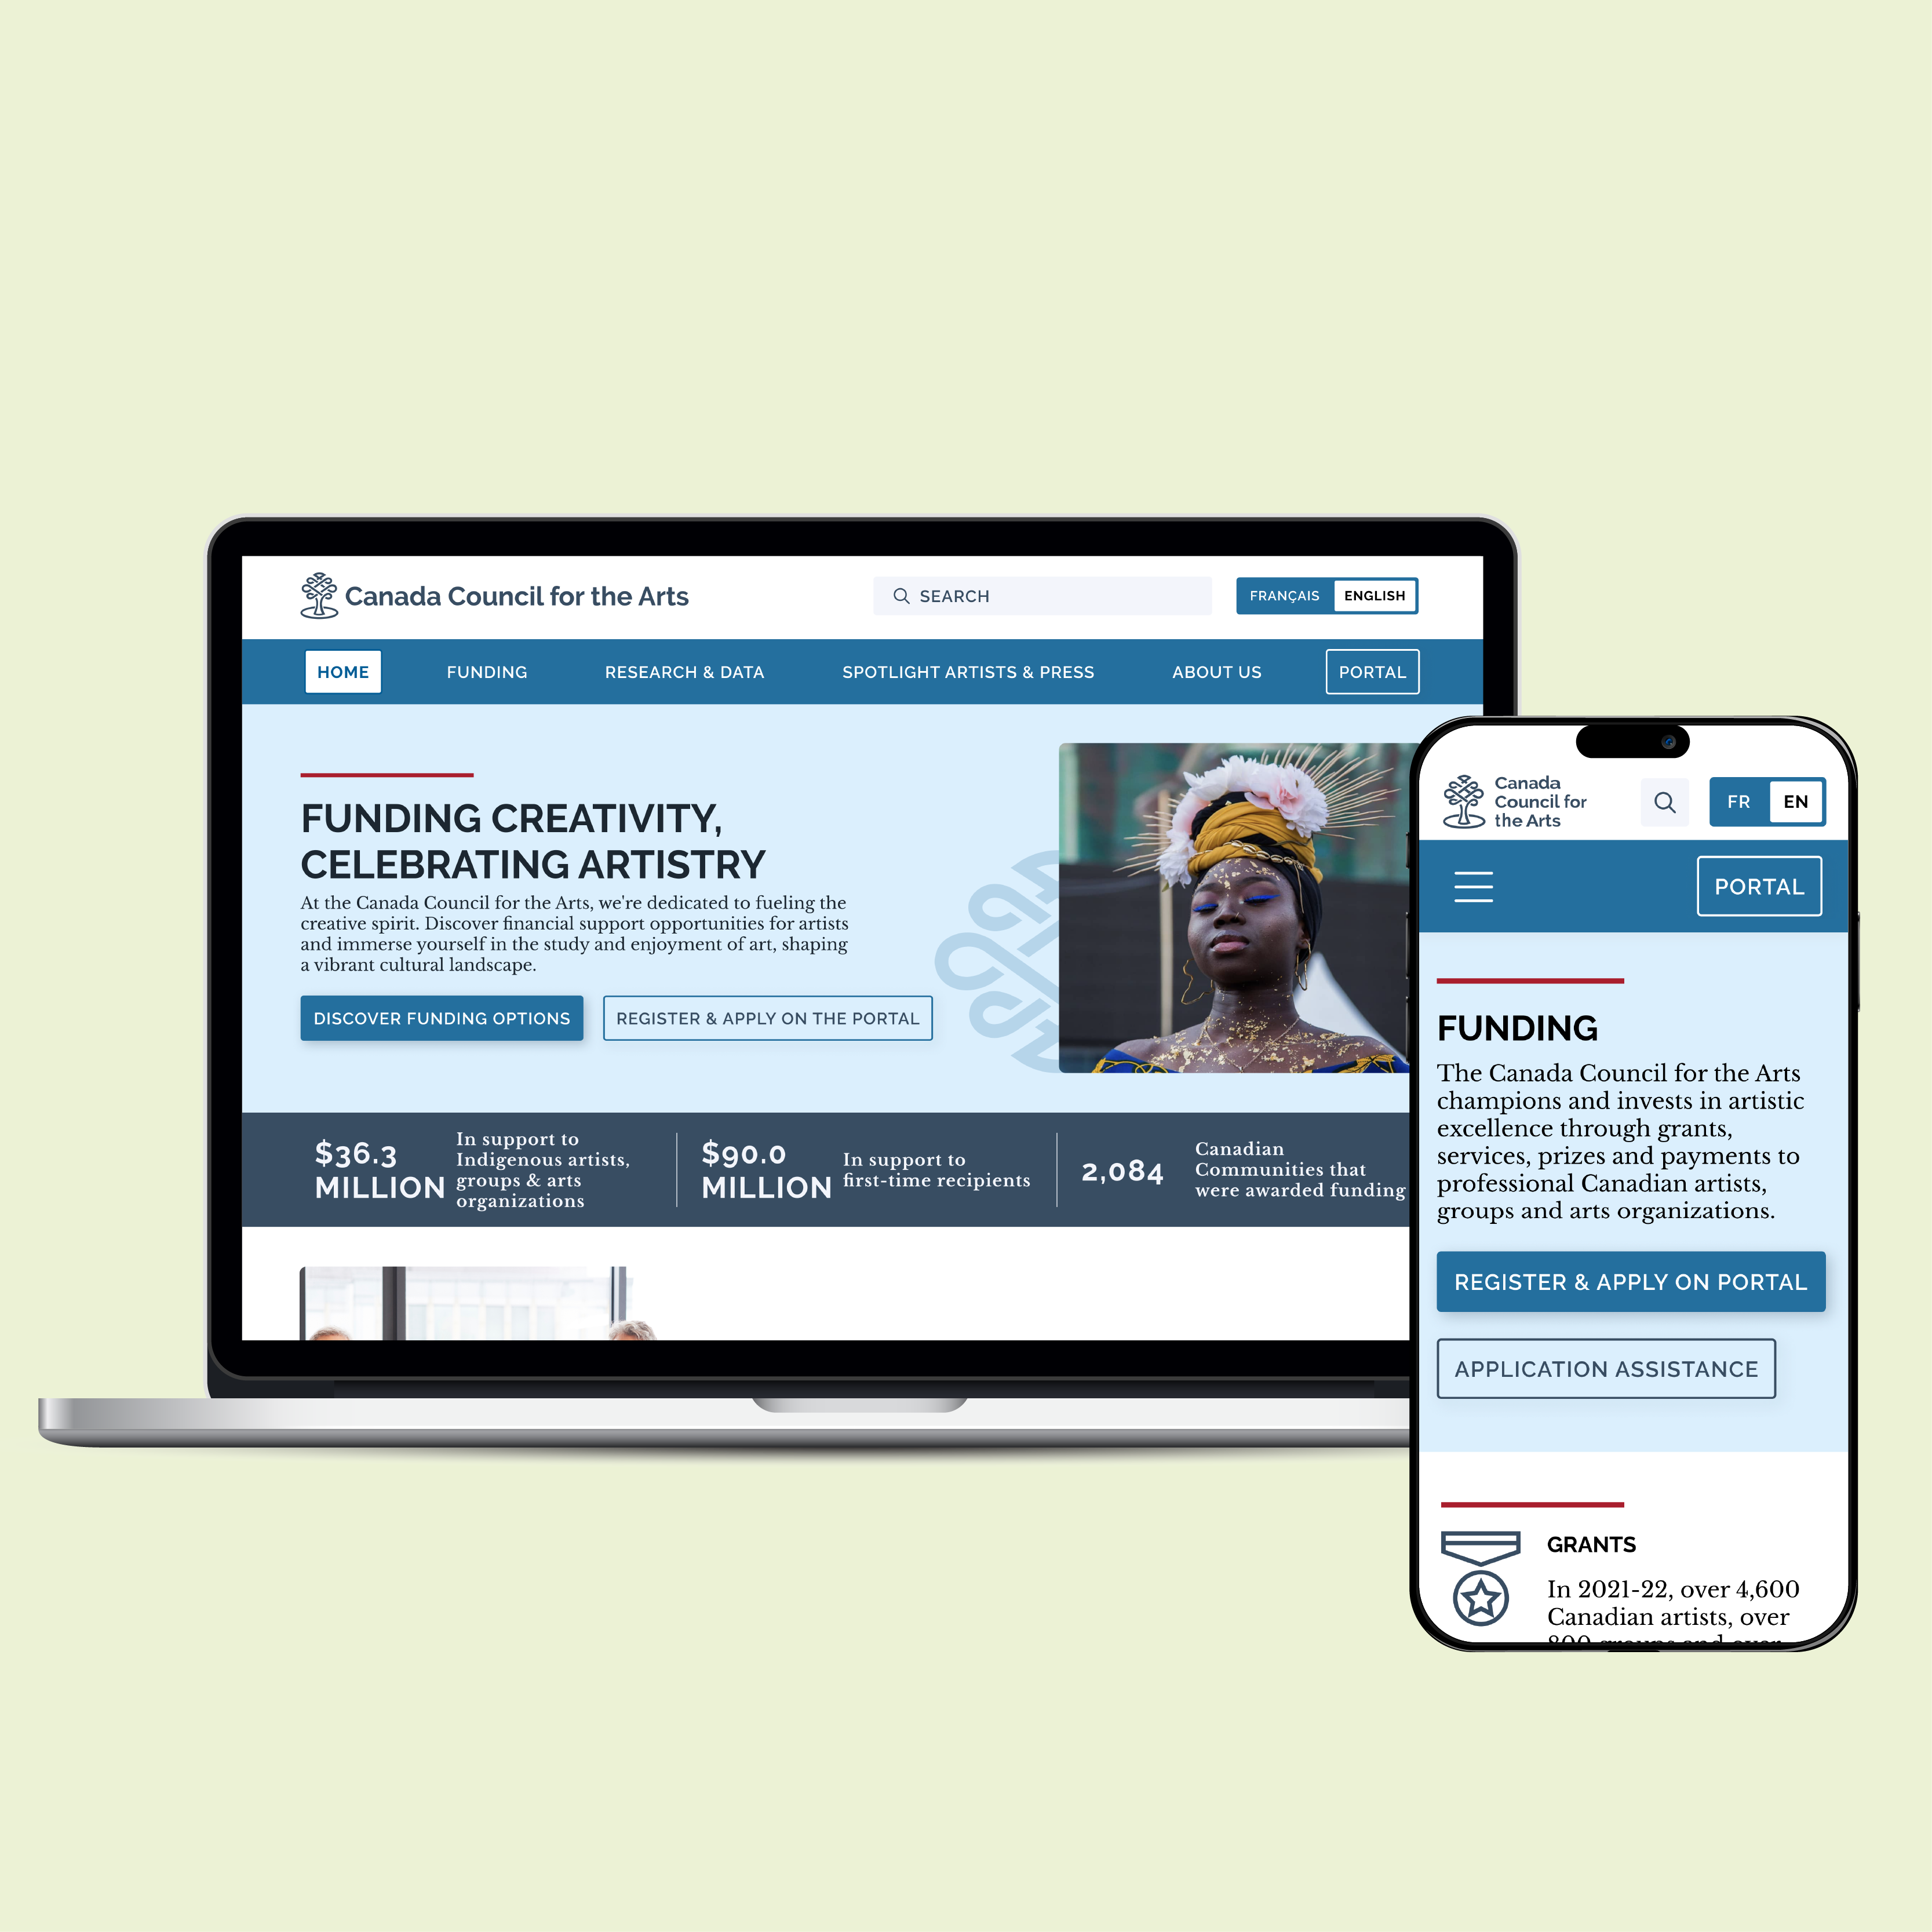 Canada Council for the Arts
SEARCH
FRANÇAIS
ENGLISH
HOME
FUNDING
RESEARCH & DATA
SPOTLIGHT ARTISTS & PRESS
ABOUT US
PORTAL
FUNDING CREATIVITY,
CELEBRATING ARTISTRY
At the Canada Council for the Arts, we're dedicated to fueling the
creative spirit. Discover financial support opportunities for artists
and immerse yourself in the study and enjoyment of art, shaping
a vibrant cultural landscape.
DISCOVER FUNDING OPTIONS
REGISTER & APPLY ON THE PORTAL
$36.3
MILLION
In support to
Indigenous artists,
groups & arts
organizations
$90.0
MILLION
In support to
first-time recipients
2,084
Canadian
Communities that
were awarded funding
Canada
Council for
the Arts
FR
EN
PORTAL
FUNDING
The Canada Council for the Arts
champions and invests in artistic
excellence through grants,
services, prizes and payments to
professional Canadian artists,
groups and arts organizations.
REGISTER & APPLY ON PORTAL
APPLICATION ASSISTANCE
GRANTS
In 2021-22, over 4,600
Canadian artists, over
800 groups and over